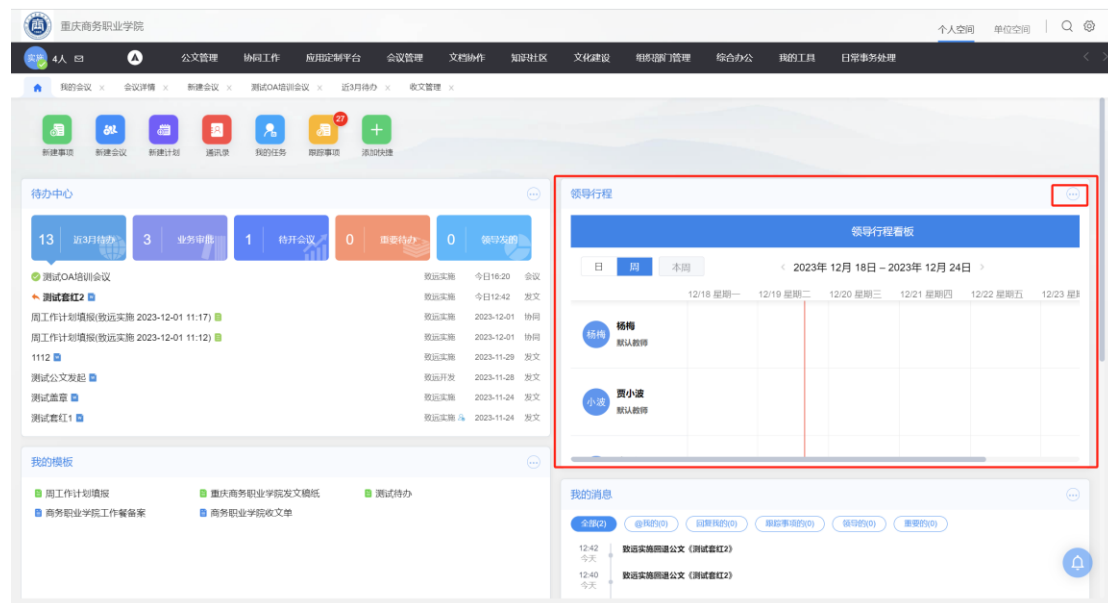 重庆商务职业学院
个人空间 单位空间
实施 4人 公文管理 协同工作 应用定制平台 会议管理 文档协作 知识社区 文化建设 组织部门管理 综合办公 我的工具 日常事务处理
我的会议 × 会议详情 × 新建会议 × 测试OA培训会议 × 近3月待办 × 收文管理 ×
27
新建事项 新建会议 新建计划 通讯录 我的任务 跟踪事项 添加快捷
待办中心
13 近3月待办 3 业务审批 1 待开会议 0 重要待办 0 领导发的
测试OA培训会议 致远实施 今日16:20 会议
测试套红2 致远实施 今日12:42 发文
周工作计划填报(致远实施 2023-12-01 11:17) 致远实施 2023-12-01 协同
周工作计划填报(致远实施 2023-12-01 11:12) 致远实施 2023-12-01 协同
1112 致远实施 2023-11-29 发文
测试公文发起 致远开发 2023-11-28 发文
测试盖章 致远实施 2023-11-24 发文
测试套红1 致远实施 2023-11-24 发文
领导行程
领导行程看板
日 周 本周 < 2023年 12月 18日 – 2023年 12月 24日 >
12/18 星期一 12/19 星期二 12/20 星期三 12/21 星期四 12/22 星期五 12/23 星期
杨梅 杨梅
默认教师
小波 贾小波
默认教师
我的模板
周工作计划填报 重庆商务职业学院发文稿纸 测试待办
商务职业学院工作餐备案 商务职业学院收文单
我的消息
全部(2) @我的(0) 回复我的(0) 跟踪事项的(0) 领导的(0) 重要的(0)
12:42 致远实施回退公文《测试套红2》
今天
12:40 致远实施回退公文《测试套红2》
今天